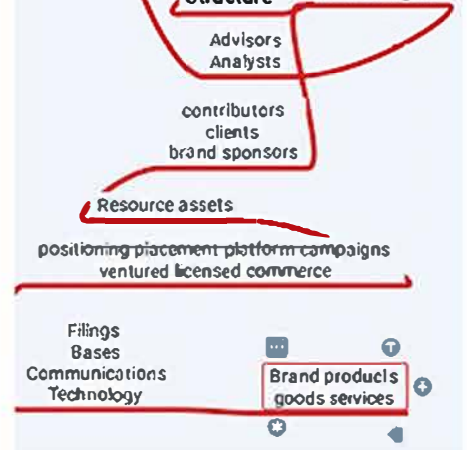 Structure
Advisors
Analysts
contributors
clients
brand sponsors
Resource assets
positioning placement platform campaigns
ventured licensed commerce
Filings
Bases
Communications
Technology
Brand products
goods services